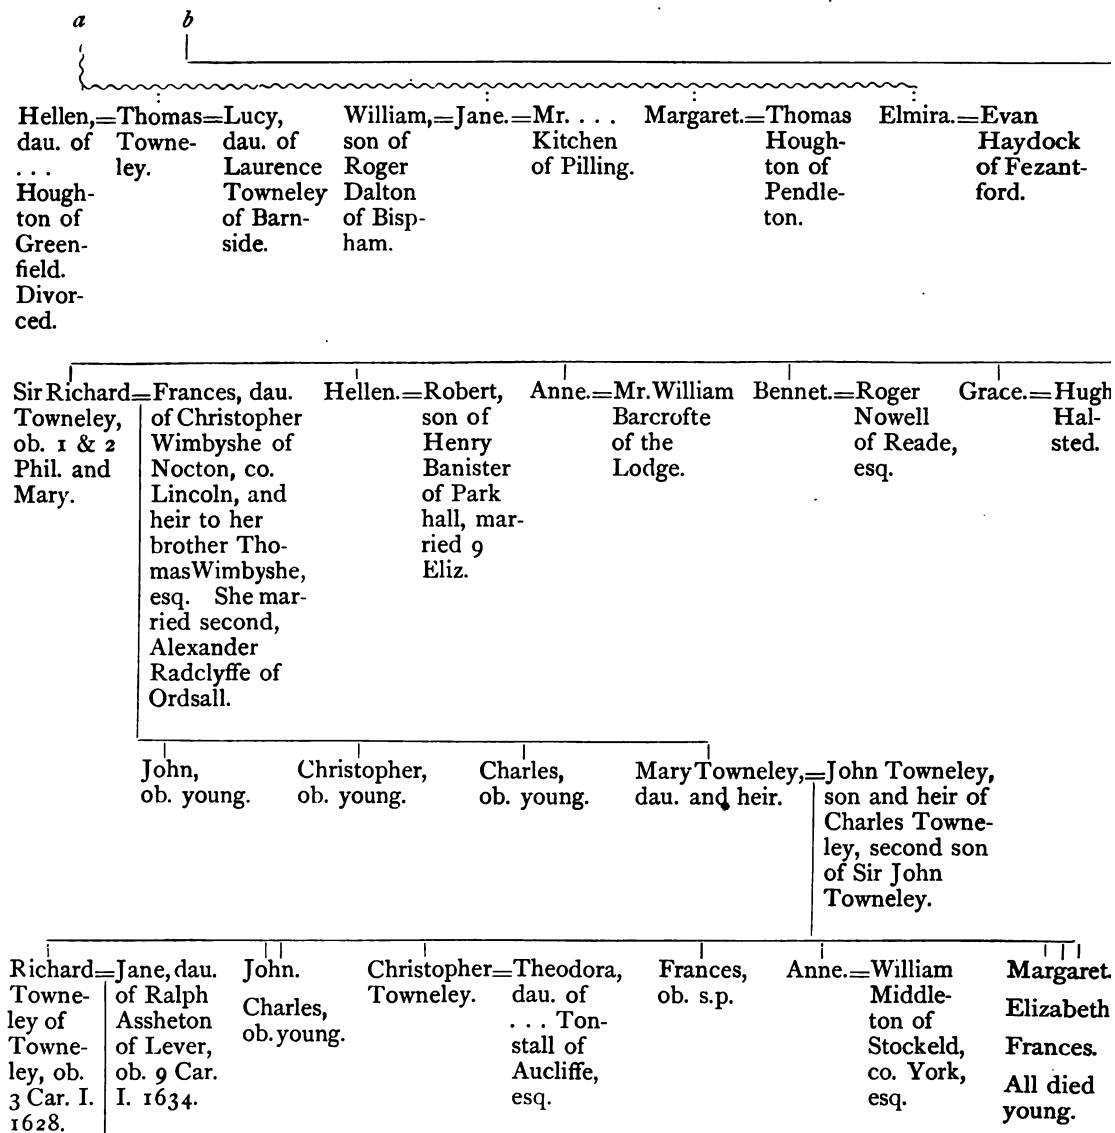 a
b
Hellen,=Thomas=Lucy,
dau. of
. . .
Hough-
ton of
Green-
field.
Divor-
ced.
Towne-
ley.
dau. of
Laurence
Towneley
of Barn-
side.
William,=Jane.=Mr. . . .
son of
Roger
Dalton
of Bisp-
ham.
Kitchen
of Pilling.
Margaret.=Thomas
Hough-
ton of
Pendle-
ton.
Elmira.=Evan
Haydock
of Fezant-
ford.
Sir Richard=Frances, dau.
Towneley,
ob. 1 & 2
Phil. and
Mary.
of Christopher
Wimbyshe of
Nocton, co.
Lincoln, and
heir to her
brother Tho-
masWimbyshe,
esq. She mar-
ried second,
Alexander
Radclyffe of
Ordsall.
Hellen.=Robert,
son of
Henry
Banister
of Park
hall, mar-
ried 9
Eliz.
Anne.=Mr. William
Barcrofte
of the
Lodge.
Bennet.=Roger
Nowell
of Reade,
esq.
Grace.=Hugh
Hal-
sted.
John,
ob. young.
Christopher,
ob. young.
Charles,
ob. young.
Mary Towneley,=John Towneley,
dau. and heir.
son and heir of
Charles Towne-
ley, second son
of Sir John
Towneley.
Richard=Jane, dau.
Towne-
ley of
Towne-
ley, ob.
3 Car. I.
1628.
of Ralph
Assheton
of Lever,
ob. 9 Car.
I. 1634.
John.
Charles,
ob. young.
Christopher=Theodora,
Towneley.
dau. of
. . . Ton-
stall of
Aucliffe,
esq.
Frances,
ob. s.p.
Anne.=William
Middle-
ton of
Stockeld,
co. York,
esq.
Margaret.
Elizabeth
Frances.
All died
young.